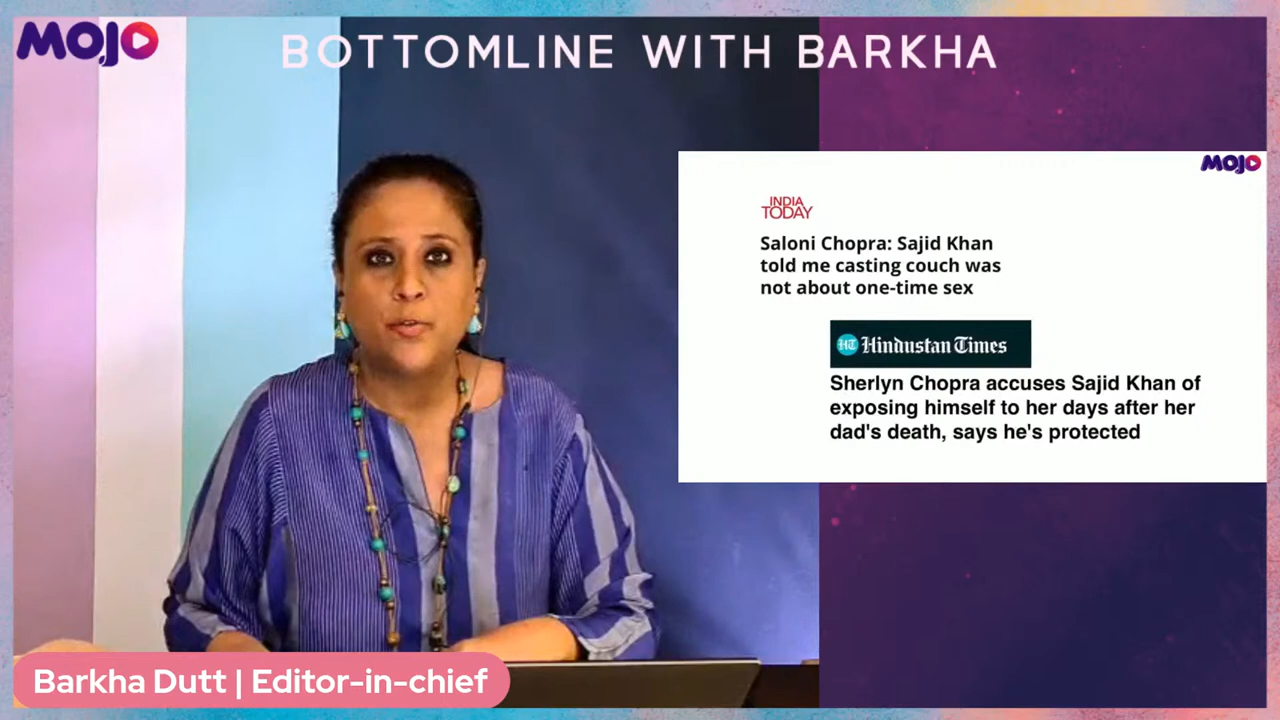 MOJO
BOTTOMLINE WITH BARKHA
MOJO
INDIA
TODAY
Saloni Chopra: Sajid Khan
told me casting couch was
not about one-time sex
HT Hindustan Times
Sherlyn Chopra accuses Sajid Khan of
exposing himself to her days after her
dad's death, says he's protected
Barkha Dutt | Editor-in-chief